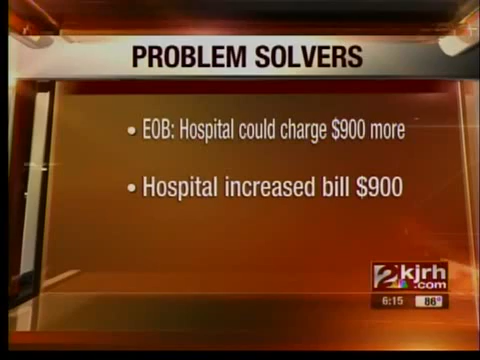 PROBLEM SOLVERS
• EOB: Hospital could charge $900 more
• Hospital increased bill $900
2 kjrh
.com
6:15 86°